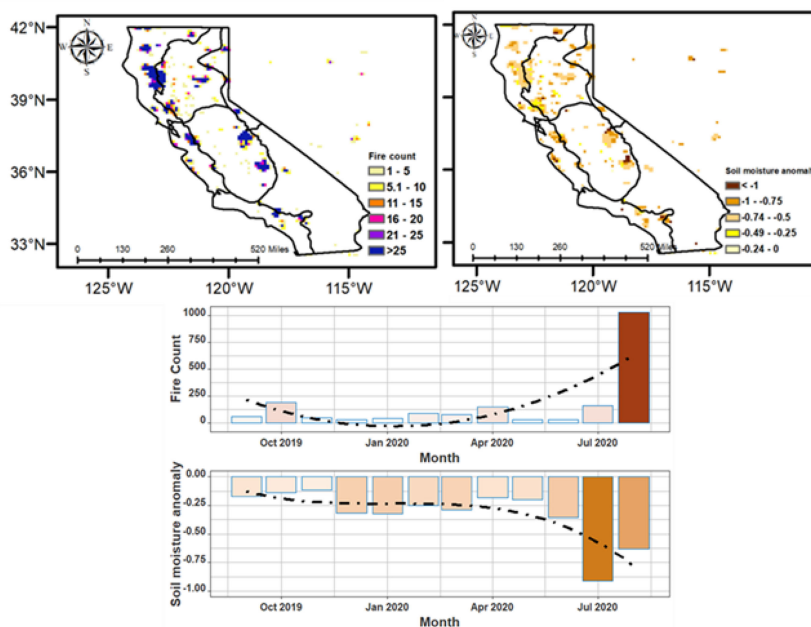 N
W E
S
42°N
39°N
36°N
33°N
Fire count
1 - 5
5.1 - 10
11 - 15
16 - 20
21 - 25
>25
0 130 260 520 Miles
125°W 120°W 115°W
N
W E
S
Soil moisture anomal
< -1
-1 - -0.75
-0.74 - -0.5
-0.49 - -0.25
-0.24 - 0
0 130 260 520 Miles
125°W 120°W 115°W
Fire Count
1000
750
500
250
0
Oct 2019 Jan 2020 Apr 2020 Jul 2020
Month
Soil moisture anomaly
0.00
-0.25
-0.50
-0.75
-1.00
Oct 2019 Jan 2020 Apr 2020 Jul 2020
Month